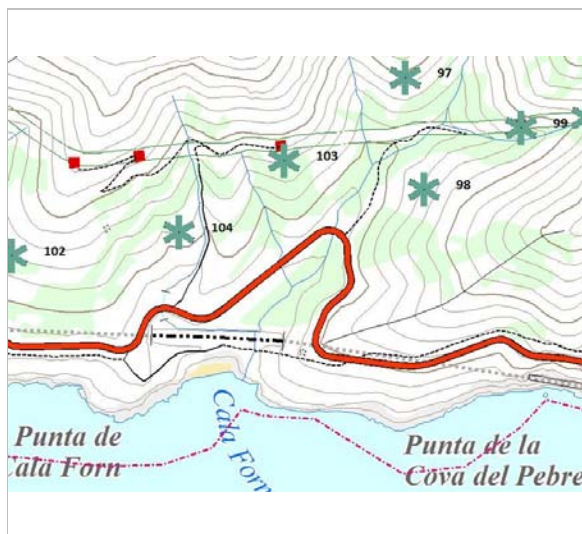 97
99
103
98
104
102
Cala Forn
Punta de
Cala Forn
Punta de la
Cova del Pebre